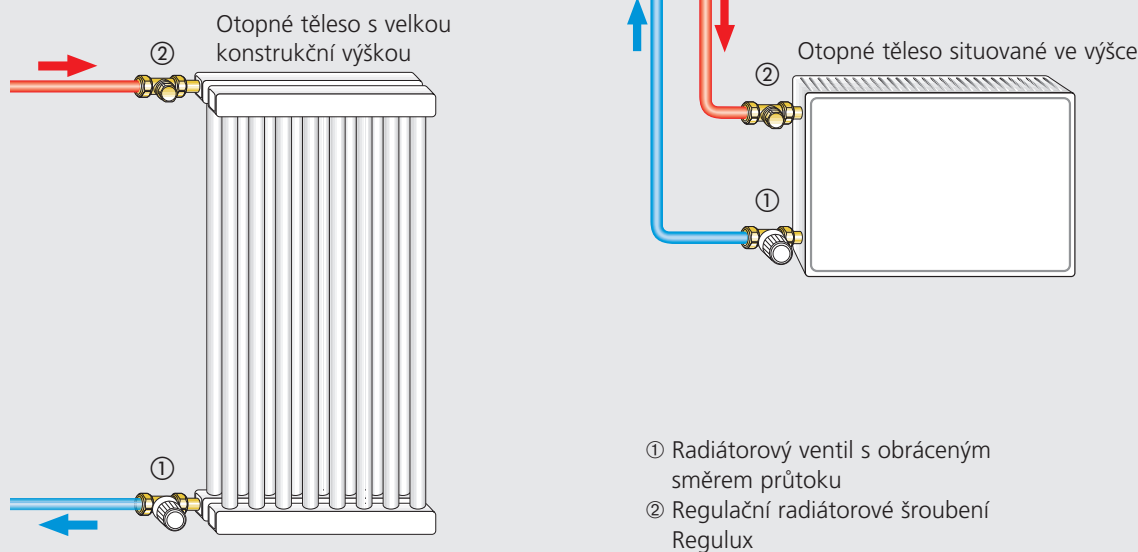 Otopné těleso s velkou
konstrukční výškou
②
①
Otopné těleso situované ve výšce
②
①
① Radiátorový ventil s obráceným
směrem průtoku
② Regulační radiátorové šroubení
Regulux